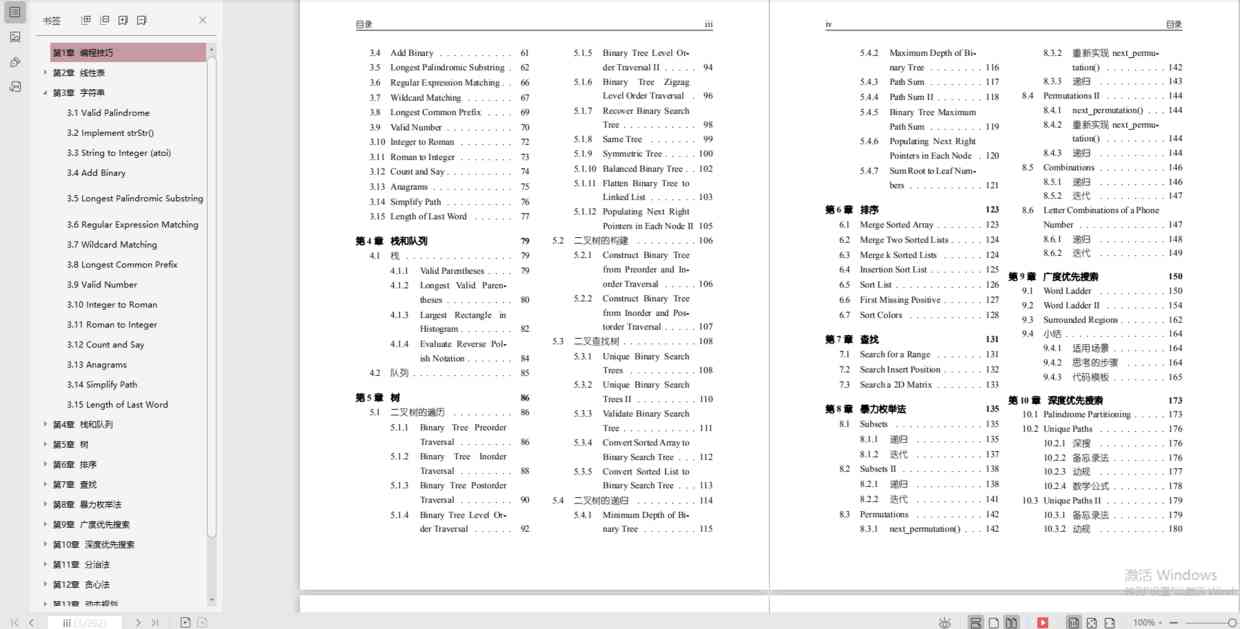 书签
第1章 编程技巧
第2章 线性表
第3章 字符串
3.1 Valid Palindrome
3.2 Implement strStr()
3.3 String to Integer (atoi)
3.4 Add Binary
3.5 Longest Palindromic Substring
3.6 Regular Expression Matching
3.7 Wildcard Matching
3.8 Longest Common Prefix
3.9 Valid Number
3.10 Integer to Roman
3.11 Roman to Integer
3.12 Count and Say
3.13 Anagrams
3.14 Simplify Path
3.15 Length of Last Word
第4章 栈和队列
第5章 树
第6章 排序
第7章 查找
第8章 暴力枚举法
第9章 广度优先搜索
第10章 深度优先搜索
第11章 分治法
第12章 贪心法
第13章 动态规划
目录 iii
3.4 Add Binary . . . . . . . . . . . 61
3.5 Longest Palindromic Substring . 62
3.6 Regular Expression Matching . . 66
3.7 Wildcard Matching . . . . . . . 67
3.8 Longest Common Prefix . . . . 69
3.9 Valid Number . . . . . . . . . . 70
3.10 Integer to Roman . . . . . . . . 72
3.11 Roman to Integer . . . . . . . . 73
3.12 Count and Say . . . . . . . . . . 74
3.13 Anagrams . . . . . . . . . . . . 75
3.14 Simplify Path . . . . . . . . . . 76
3.15 Length of Last Word . . . . . . 77
第 4 章 栈和队列 79
4.1 栈 . . . . . . . . . . . . . . . . 79
4.1.1 Valid Parentheses . . . . 79
4.1.2 Longest Valid Paren-
theses . . . . . . . . . . 80
4.1.3 Largest Rectangle in
Histogram . . . . . . . . 82
4.1.4 Evaluate Reverse Pol-
ish Notation . . . . . . . 84
4.2 队列 . . . . . . . . . . . . . . . 85
第 5 章 树 86
5.1 二叉树的遍历 . . . . . . . . . 86
5.1.1 Binary Tree Preorder
Traversal . . . . . . . . 86
5.1.2 Binary Tree Inorder
Traversal . . . . . . . . 88
5.1.3 Binary Tree Postorder
Traversal . . . . . . . . 90
5.1.4 Binary Tree Level Or-
der Traversal . . . . . . 92
5.1.5 Binary Tree Level Or-
der Traversal II . . . . . 94
5.1.6 Binary Tree Zigzag
Level Order Traversal . 96
5.1.7 Recover Binary Search
Tree . . . . . . . . . . . 98
5.1.8 Same Tree . . . . . . . . 99
5.1.9 Symmetric Tree . . . . . 100
5.1.10 Balanced Binary Tree . . 102
5.1.11 Flatten Binary Tree to
Linked List . . . . . . . 103
5.1.12 Populating Next Right
Pointers in Each Node II 105
5.2 二叉树的构建 . . . . . . . . . 106
5.2.1 Construct Binary Tree
from Preorder and In-
order Traversal . . . . . 106
5.2.2 Construct Binary Tree
from Inorder and Pos-
torder Traversal . . . . . 107
5.3 二叉查找树 . . . . . . . . . . . 108
5.3.1 Unique Binary Search
Trees . . . . . . . . . . 108
5.3.2 Unique Binary Search
Trees II . . . . . . . . . 110
5.3.3 Validate Binary Search
Tree . . . . . . . . . . . 111
5.3.4 Convert Sorted Array to
Binary Search Tree . . . 112
5.3.5 Convert Sorted List to
Binary Search Tree . . . 113
5.4 二叉树的递归 . . . . . . . . . 114
5.4.1 Minimum Depth of Bi-
nary Tree . . . . . . . . 115
iv 目录
5.4.2 Maximum Depth of Bi-
nary Tree . . . . . . . . 116
5.4.3 Path Sum . . . . . . . . 117
5.4.4 Path Sum II . . . . . . . 118
5.4.5 Binary Tree Maximum
Path Sum . . . . . . . . 119
5.4.6 Populating Next Right
Pointers in Each Node . 120
5.4.7 Sum Root to Leaf Num-
bers . . . . . . . . . . . 121
第 6 章 排序 123
6.1 Merge Sorted Array . . . . . . . 123
6.2 Merge Two Sorted Lists . . . . . 124
6.3 Merge k Sorted Lists . . . . . . 124
6.4 Insertion Sort List . . . . . . . . 125
6.5 Sort List . . . . . . . . . . . . . 126
6.6 First Missing Positive . . . . . . 127
6.7 Sort Colors . . . . . . . . . . . 128
第 7 章 查找 131
7.1 Search for a Range . . . . . . . 131
7.2 Search Insert Position . . . . . . 132
7.3 Search a 2D Matrix . . . . . . . 133
第 8 章 暴力枚举法 135
8.1 Subsets . . . . . . . . . . . . . 135
8.1.1 递归 . . . . . . . . . . 135
8.1.2 迭代 . . . . . . . . . . 137
8.2 Subsets II . . . . . . . . . . . . 138
8.2.1 递归 . . . . . . . . . . 138
8.2.2 迭代 . . . . . . . . . . 141
8.3 Permutations . . . . . . . . . . 142
8.3.1 next_permutation() . . . 142
8.3.2 重新实现 next_permu-
tation() . . . . . . . . . 142
8.3.3 递归 . . . . . . . . . . 143
8.4 Permutations II . . . . . . . . . 144
8.4.1 next_permutation() . . . 144
8.4.2 重新实现 next_permu-
tation() . . . . . . . . . 144
8.4.3 递归 . . . . . . . . . . 144
8.5 Combinations . . . . . . . . . . 146
8.5.1 递归 . . . . . . . . . . 146
8.5.2 迭代 . . . . . . . . . . 147
8.6 Letter Combinations of a Phone
Number . . . . . . . . . . . . . 147
8.6.1 递归 . . . . . . . . . . 148
8.6.2 迭代 . . . . . . . . . . 149
第 9 章 广度优先搜索 150
9.1 Word Ladder . . . . . . . . . . 150
9.2 Word Ladder II . . . . . . . . . 154
9.3 Surrounded Regions . . . . . . . 162
9.4 小结 . . . . . . . . . . . . . . . 164
9.4.1 适用场景 . . . . . . . . 164
9.4.2 思考的步骤 . . . . . . . 164
9.4.3 代码模板 . . . . . . . . 165
第 10 章 深度优先搜索 173
10.1 Palindrome Partitioning . . . . . 173
10.2 Unique Paths . . . . . . . . . . 176
10.2.1 深搜 . . . . . . . . . . 176
10.2.2 备忘录法 . . . . . . . . 176
10.2.3 动规 . . . . . . . . . . 177
10.2.4 数学公式 . . . . . . . . 178
10.3 Unique Paths II . . . . . . . . . 179
10.3.1 备忘录法 . . . . . . . . 179
10.3.2 动规 . . . . . . . . . . 180
激活 Windows
iii (5/202)
100%